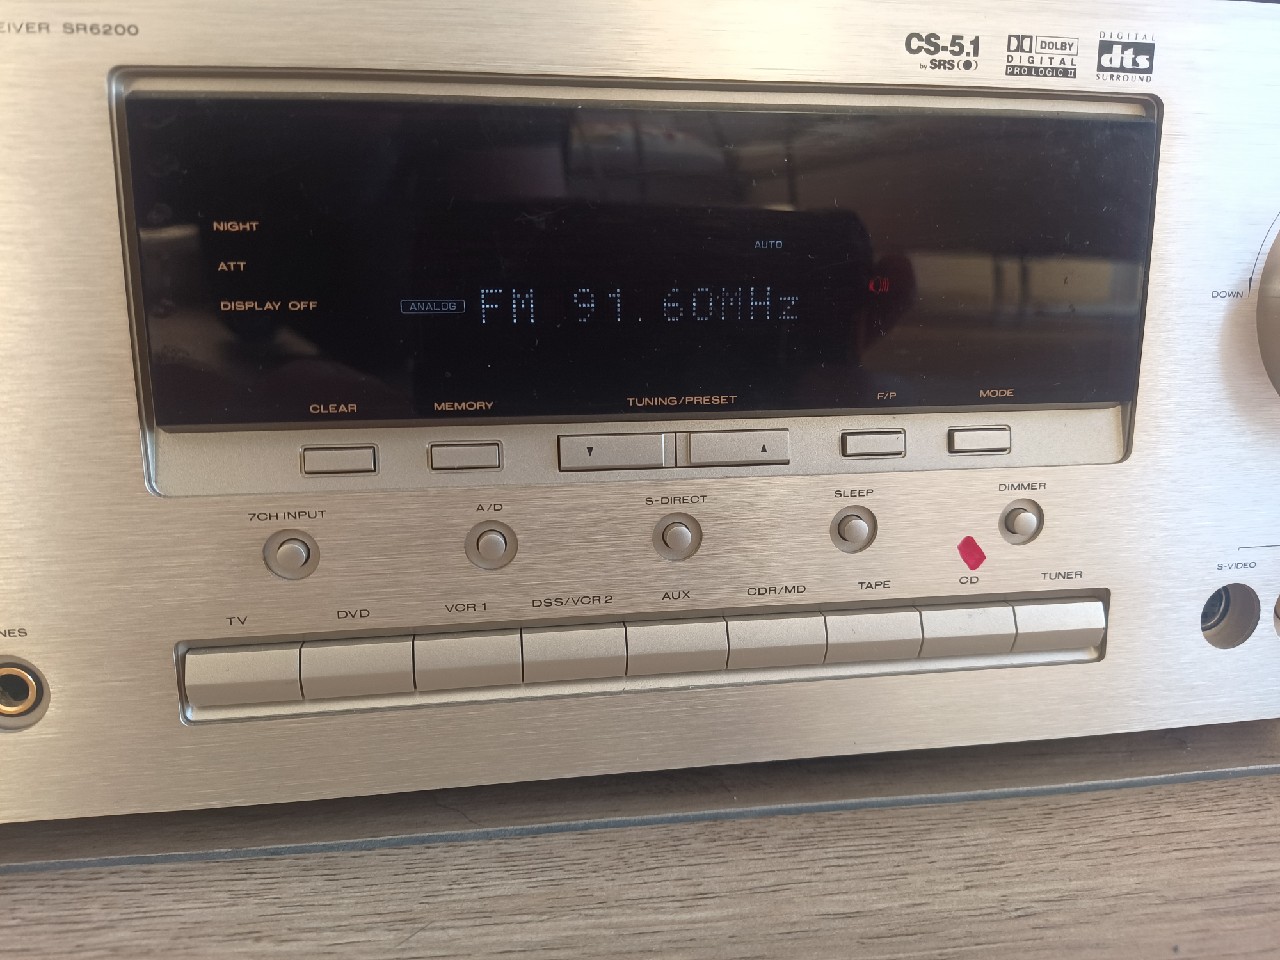 EIVER SR6200
CS-5.1
by SRS
DOLBY
DIGITAL
PRO LOGIC II
DIGITAL
dts
SURROUND
NIGHT
AUTO
ATT
DOWN
DISPLAY OFF
ANALOG FM 91.60MHz
CLEAR MEMORY TUNING/PRESET F/P MODE
7CH INPUT A/D S-DIRECT SLEEP DIMMER
S-VIDEO
TV DVD VCR 1 DSS/VCR 2 AUX CDR/MD TAPE CD TUNER
NES